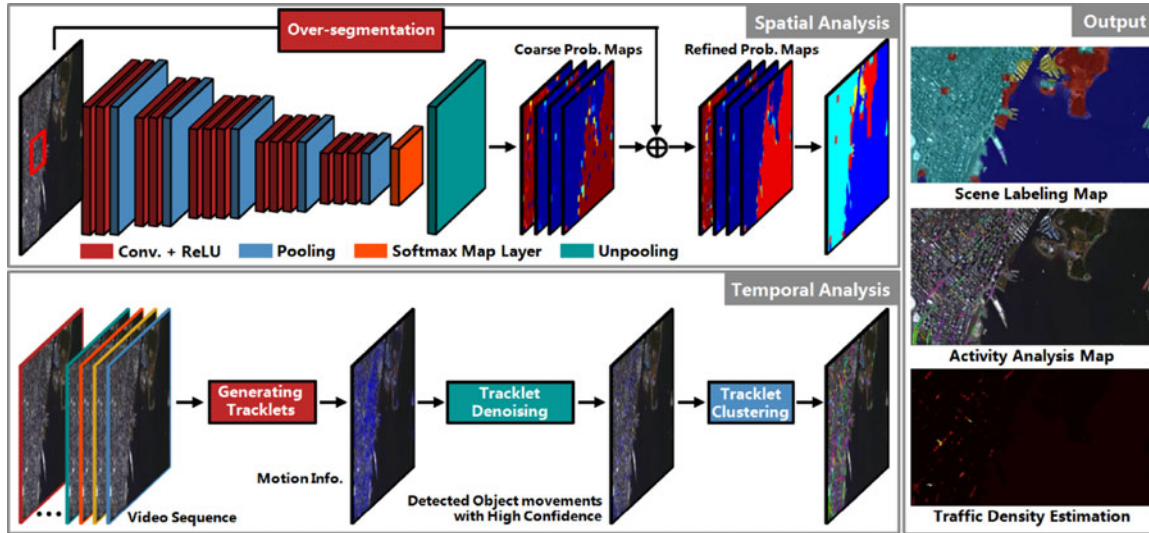 Spatial Analysis
Over-segmentation
Coarse Prob. Maps
Refined Prob. Maps
Conv. + ReLU
Pooling
Softmax Map Layer
Unpooling
Temporal Analysis
Generating
Tracklets
Tracklet
Denoising
Tracklet
Clustering
Motion Info.
...
Video Sequence
Detected Object movements
with High Confidence
Output
Scene Labeling Map
Activity Analysis Map
Traffic Density Estimation